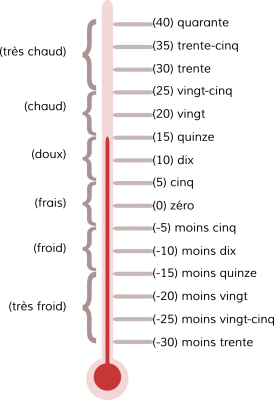 (40) quarante
(très chaud)
(35) trente-cinq
(30) trente
(25) vingt-cinq
(chaud)
(20) vingt
(15) quinze
(doux)
(10) dix
(5) cinq
(frais)
(0) zéro
(-5) moins cinq
(froid)
(-10) moins dix
(-15) moins quinze
(-20) moins vingt
(très froid)
(-25) moins vingt-cinq
(-30) moins trente